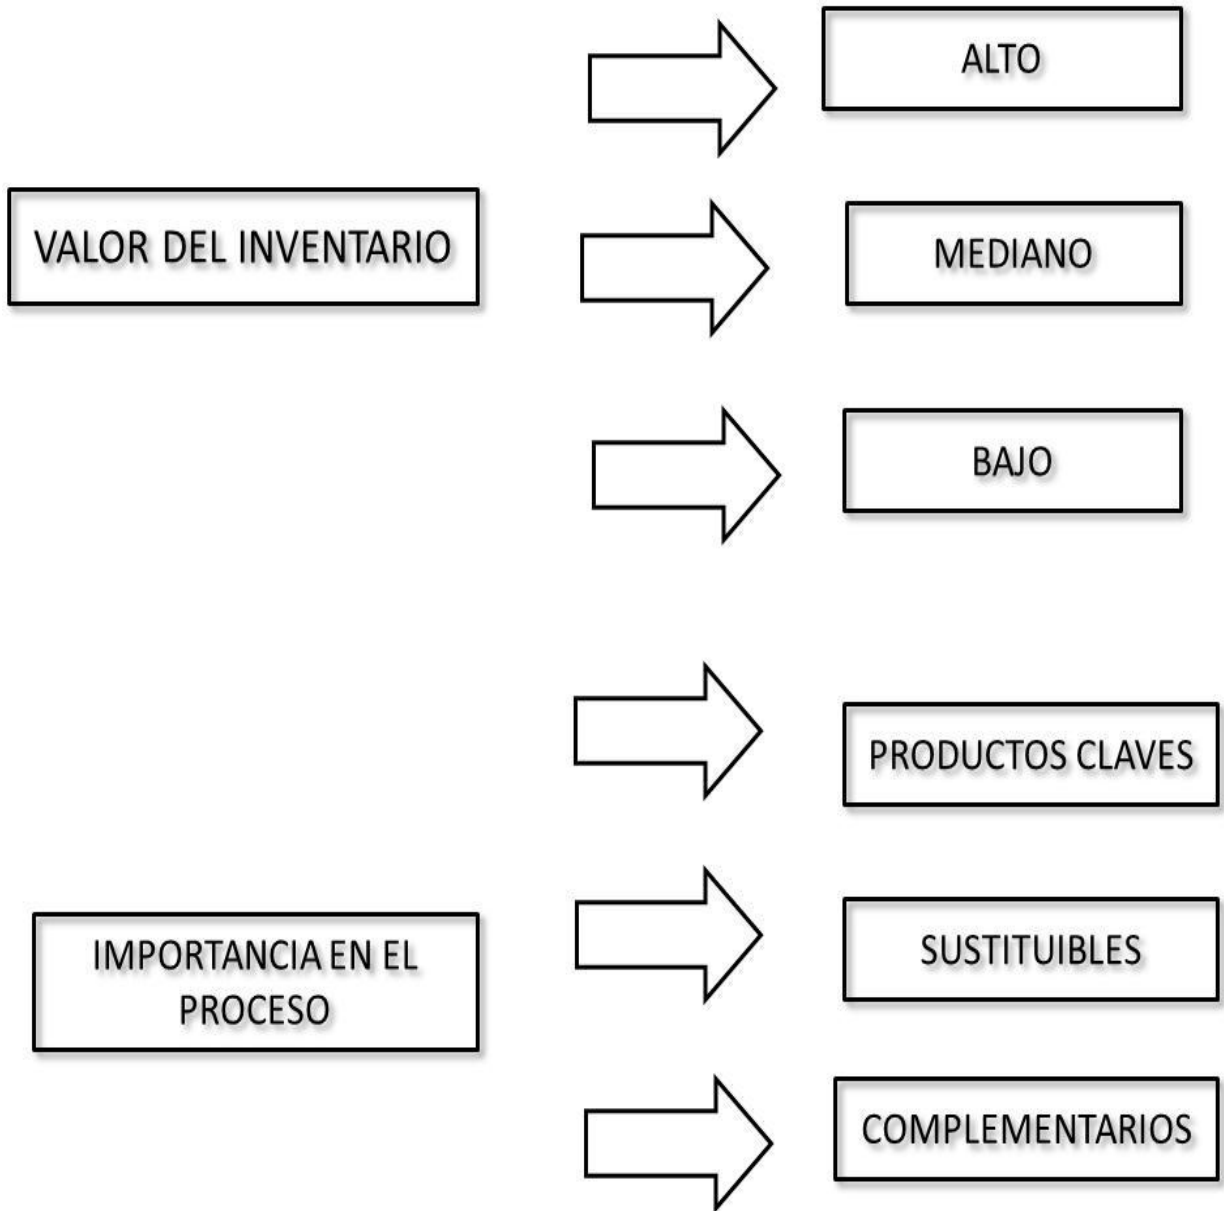 VALOR DEL INVENTARIO
ALTO
MEDIANO
BAJO
IMPORTANCIA EN EL
PROCESO
PRODUCTOS CLAVES
SUSTITUIBLES
COMPLEMENTARIOS